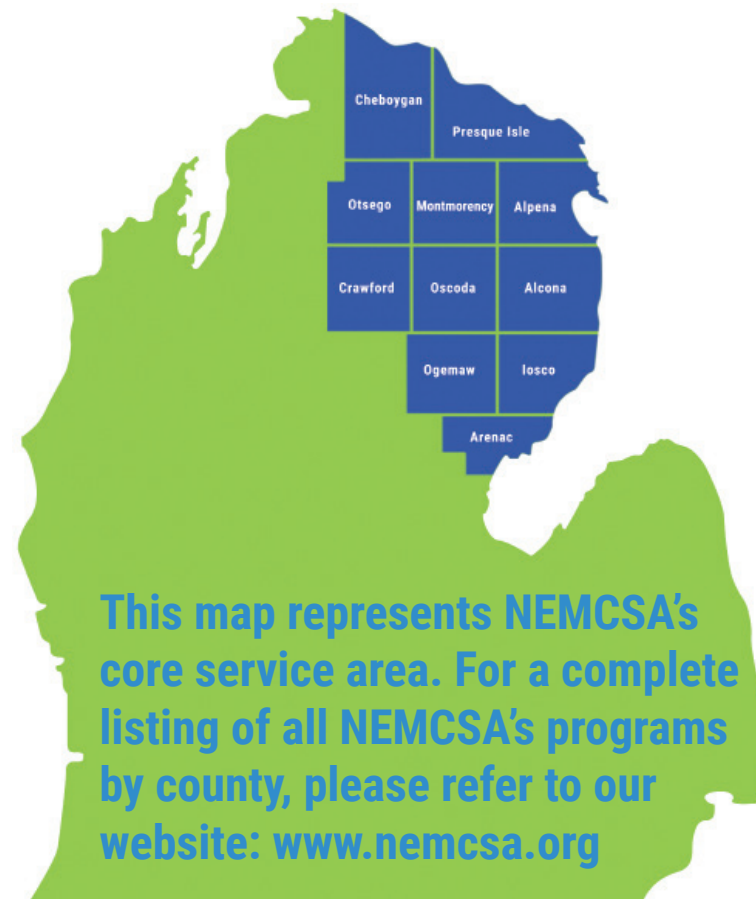 Cheboygan
Presque Isle
Otsego
Montmorency
Alpena
Crawford
Oscoda
Alcona
Ogemaw
Iosco
Arenac
This map represents NEMCSA's
core service area. For a complete
listing of all NEMCSA's programs
by county, please refer to our
website: www.nemcsa.org